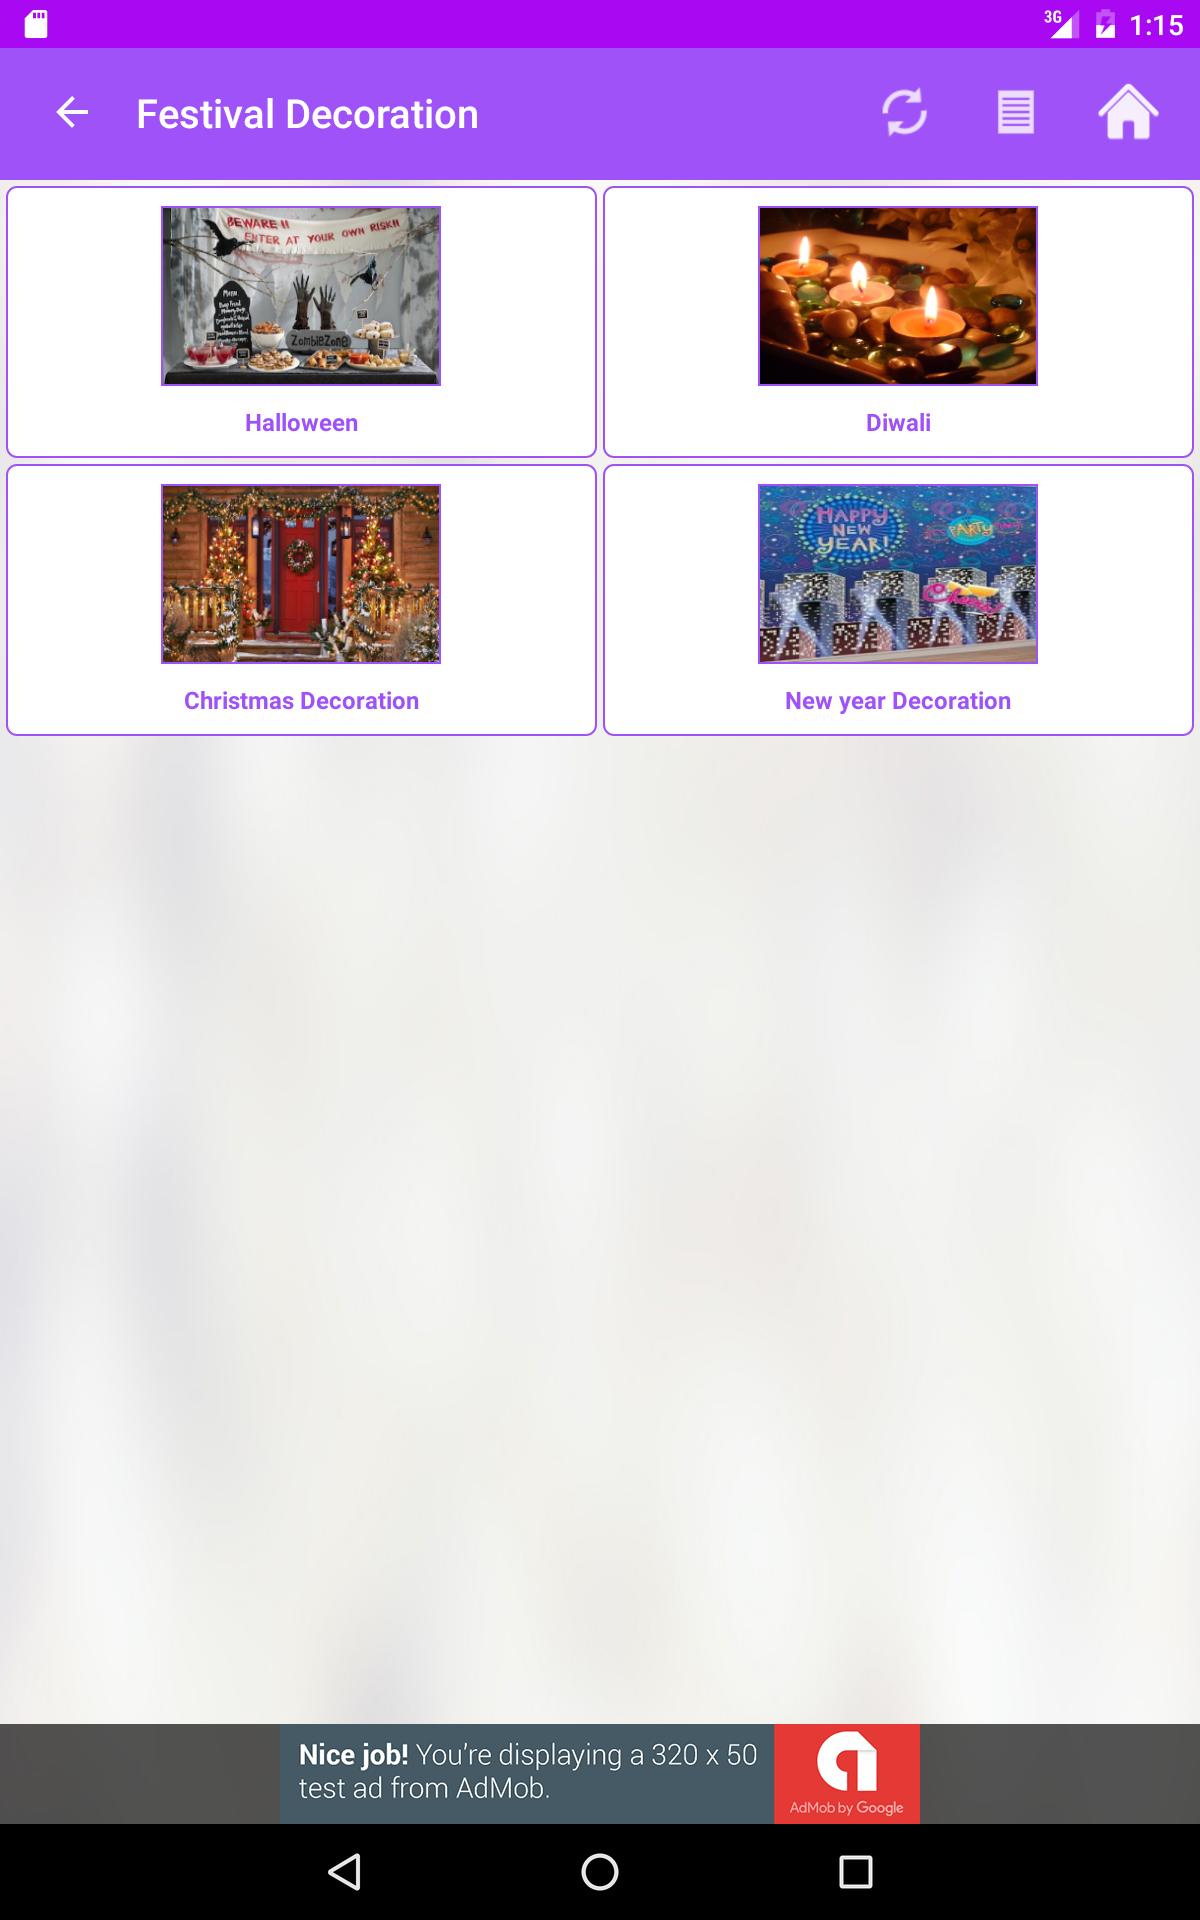 3G 1:15
Festival Decoration
BEWARE !!
ENTER AT YOUR OWN RISK!!
Menu
ZombieZone
Halloween
Diwali
HAPPY
NEW
YEAR!
PARTY
Cheers!
Christmas Decoration
New year Decoration
Nice job! You're displaying a 320 x 50
test ad from AdMob.
AdMob by Google